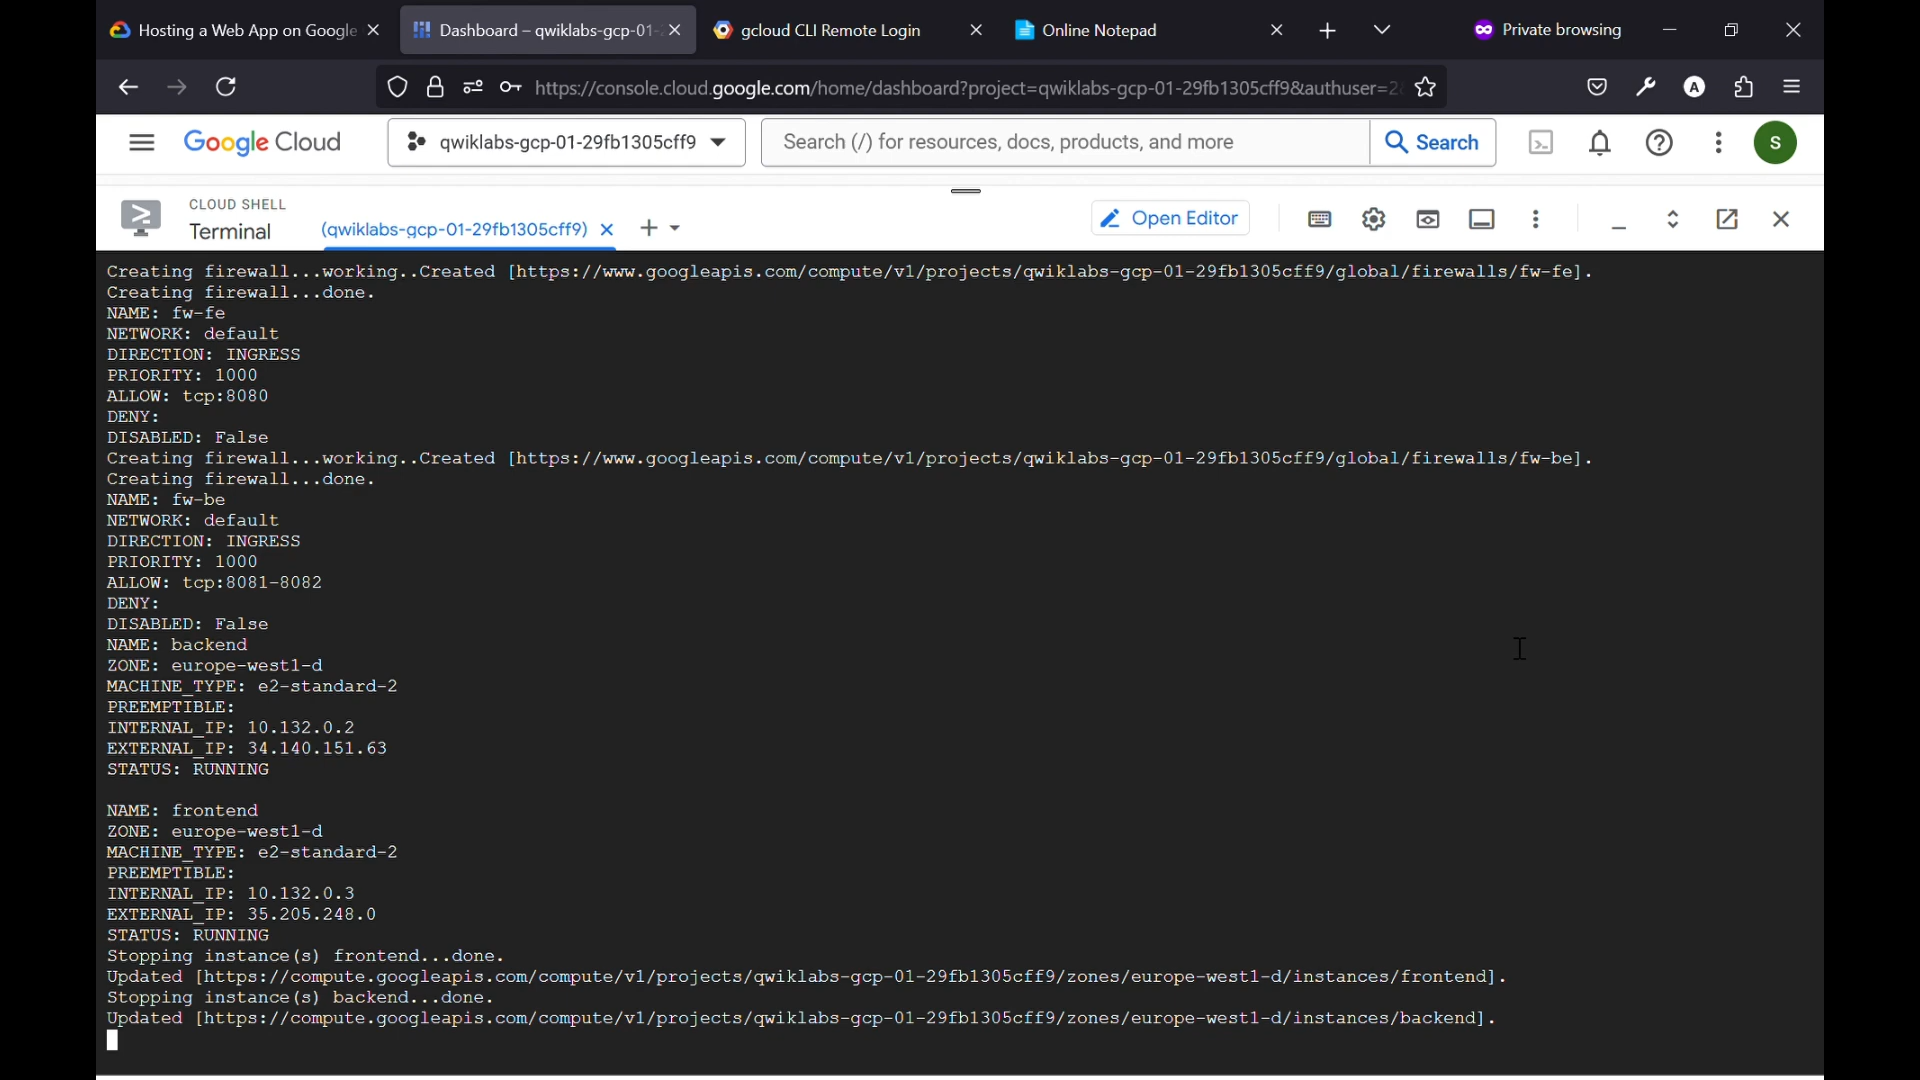 Hosting a Web App on Google
Dashboard – qwiklabs-gcp-01-
gcloud CLI Remote Login
Online Notepad
Private browsing
https://console.cloud.google.com/home/dashboard?project=qwiklabs-gcp-01-29fb1305cff9&authuser=2
Google Cloud
qwiklabs-gcp-01-29fb1305cff9
Search (/) for resources, docs, products, and more
Search
S
CLOUD SHELL
Terminal
(qwiklabs-gcp-01-29fb1305cff9)
Open Editor
Creating firewall...working..Created [https://www.googleapis.com/compute/v1/projects/qwiklabs-gcp-01-29fb1305cff9/global/firewalls/fw-fe].
Creating firewall...done.
NAME: fw-fe
NETWORK: default
DIRECTION: INGRESS
PRIORITY: 1000
ALLOW: tcp:8080
DENY:
DISABLED: False
Creating firewall...working..Created [https://www.googleapis.com/compute/v1/projects/qwiklabs-gcp-01-29fb1305cff9/global/firewalls/fw-be].
Creating firewall...done.
NAME: fw-be
NETWORK: default
DIRECTION: INGRESS
PRIORITY: 1000
ALLOW: tcp:8081-8082
DENY:
DISABLED: False
NAME: backend
ZONE: europe-west1-d
MACHINE_TYPE: e2-standard-2
PREEMPTIBLE:
INTERNAL_IP: 10.132.0.2
EXTERNAL_IP: 34.140.151.63
STATUS: RUNNING
NAME: frontend
ZONE: europe-west1-d
MACHINE_TYPE: e2-standard-2
PREEMPTIBLE:
INTERNAL_IP: 10.132.0.3
EXTERNAL_IP: 35.205.248.0
STATUS: RUNNING
Stopping instance(s) frontend...done.
Updated [https://compute.googleapis.com/compute/v1/projects/qwiklabs-gcp-01-29fb1305cff9/zones/europe-west1-d/instances/frontend].
Stopping instance(s) backend...done.
Updated [https://compute.googleapis.com/compute/v1/projects/qwiklabs-gcp-01-29fb1305cff9/zones/europe-west1-d/instances/backend].